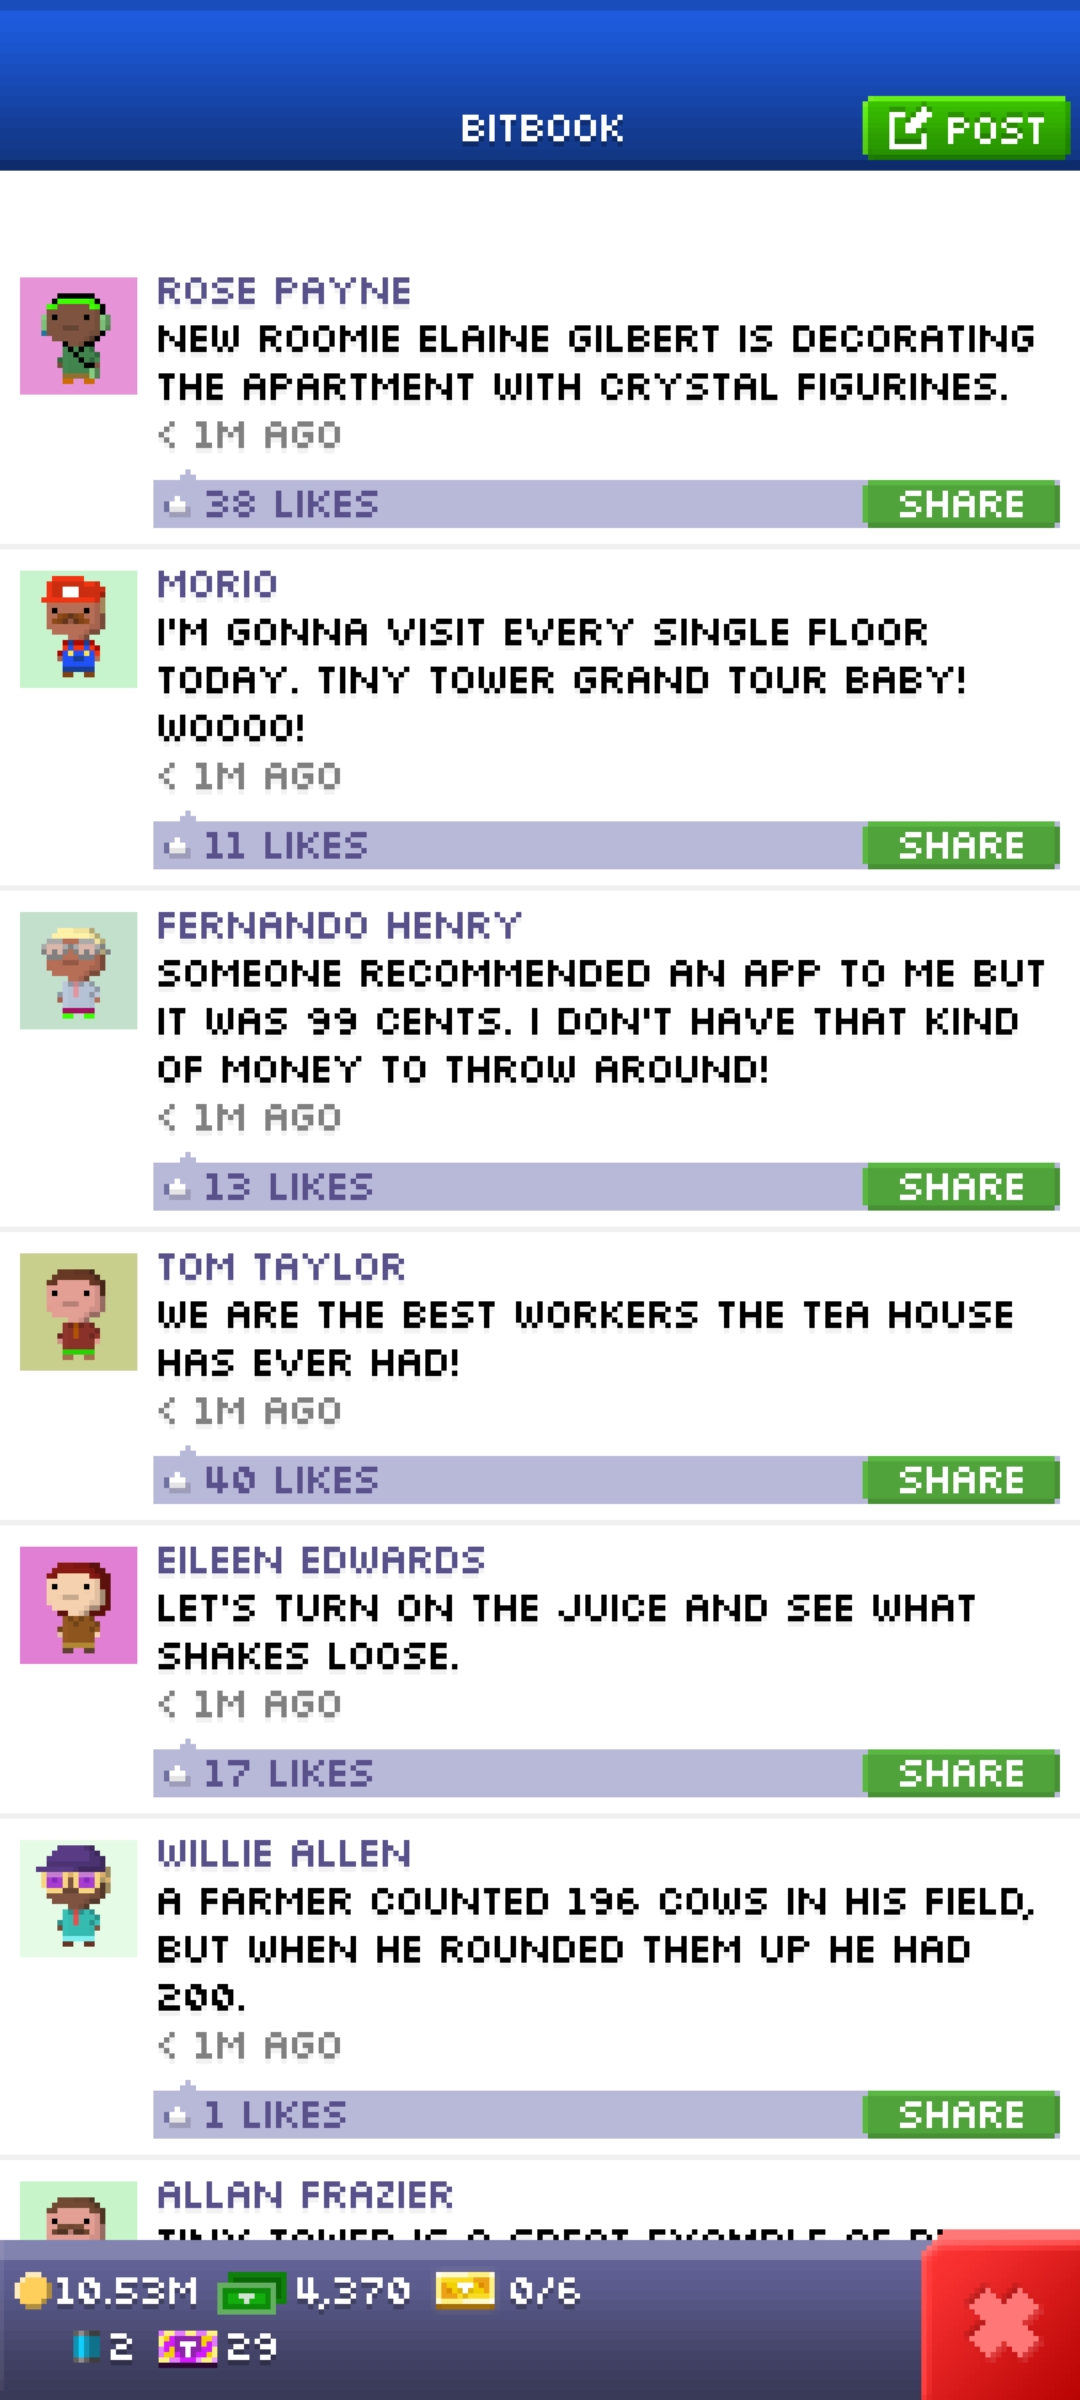 BITBOOK
POST
ROSE PAYNE
NEW ROOMIE ELAINE GILBERT IS DECORATING
THE APARTMENT WITH CRYSTAL FIGURINES.
< 1M AGO
38 LIKES
SHARE
MORIO
I'M GONNA VISIT EVERY SINGLE FLOOR
TODAY. TINY TOWER GRAND TOUR BABY!
WOOOO!
< 1M AGO
11 LIKES
SHARE
FERNANDO HENRY
SOMEONE RECOMMENDED AN APP TO ME BUT
IT WAS 99 CENTS. I DON'T HAVE THAT KIND
OF MONEY TO THROW AROUND!
< 1M AGO
13 LIKES
SHARE
TOM TAYLOR
WE ARE THE BEST WORKERS THE TEA HOUSE
HAS EVER HAD!
< 1M AGO
40 LIKES
SHARE
EILEEN EDWARDS
LET'S TURN ON THE JUICE AND SEE WHAT
SHAKES LOOSE.
< 1M AGO
17 LIKES
SHARE
WILLIE ALLEN
A FARMER COUNTED 196 COWS IN HIS FIELD,
BUT WHEN HE ROUNDED THEM UP HE HAD
200.
< 1M AGO
1 LIKES
SHARE
ALLAN FRAZIER
TINY TOWER IS A GREAT EXAMPLE OF
10.53M 4,370 0/6
2 29